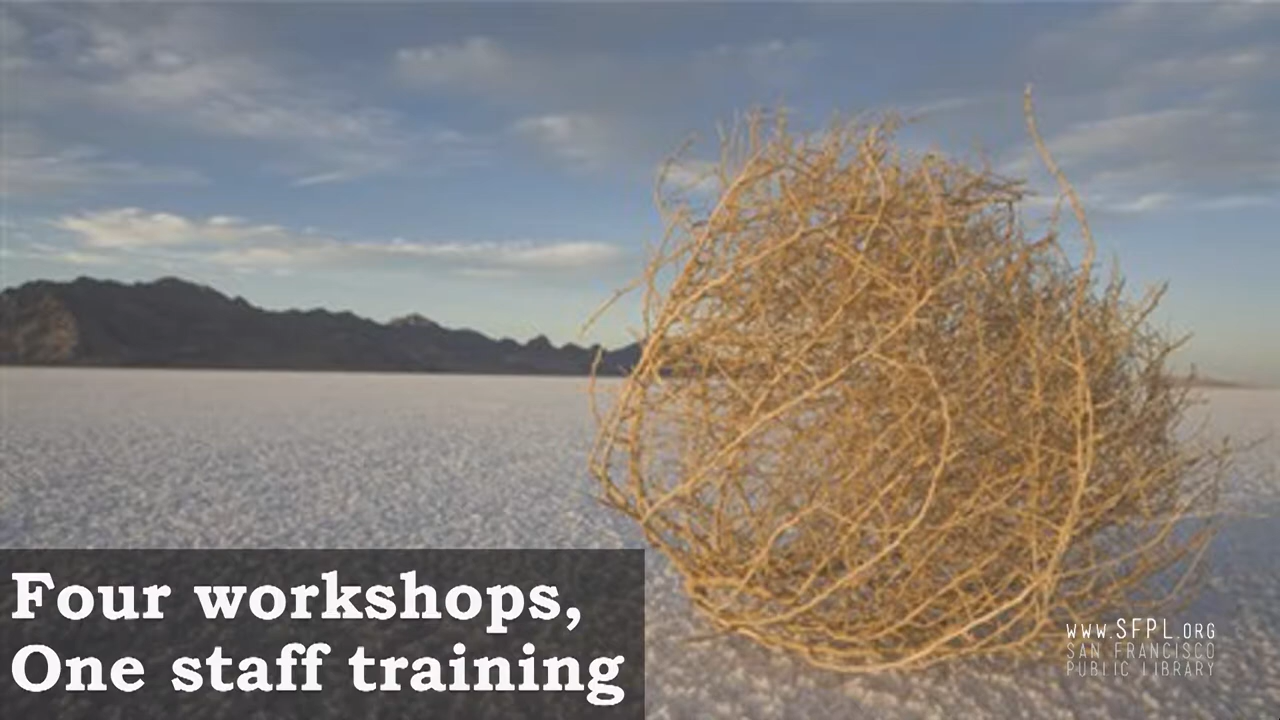 Four workshops,
One staff training
www.SFPL.ORG
SAN FRANCISCO
PUBLIC LIBRARY